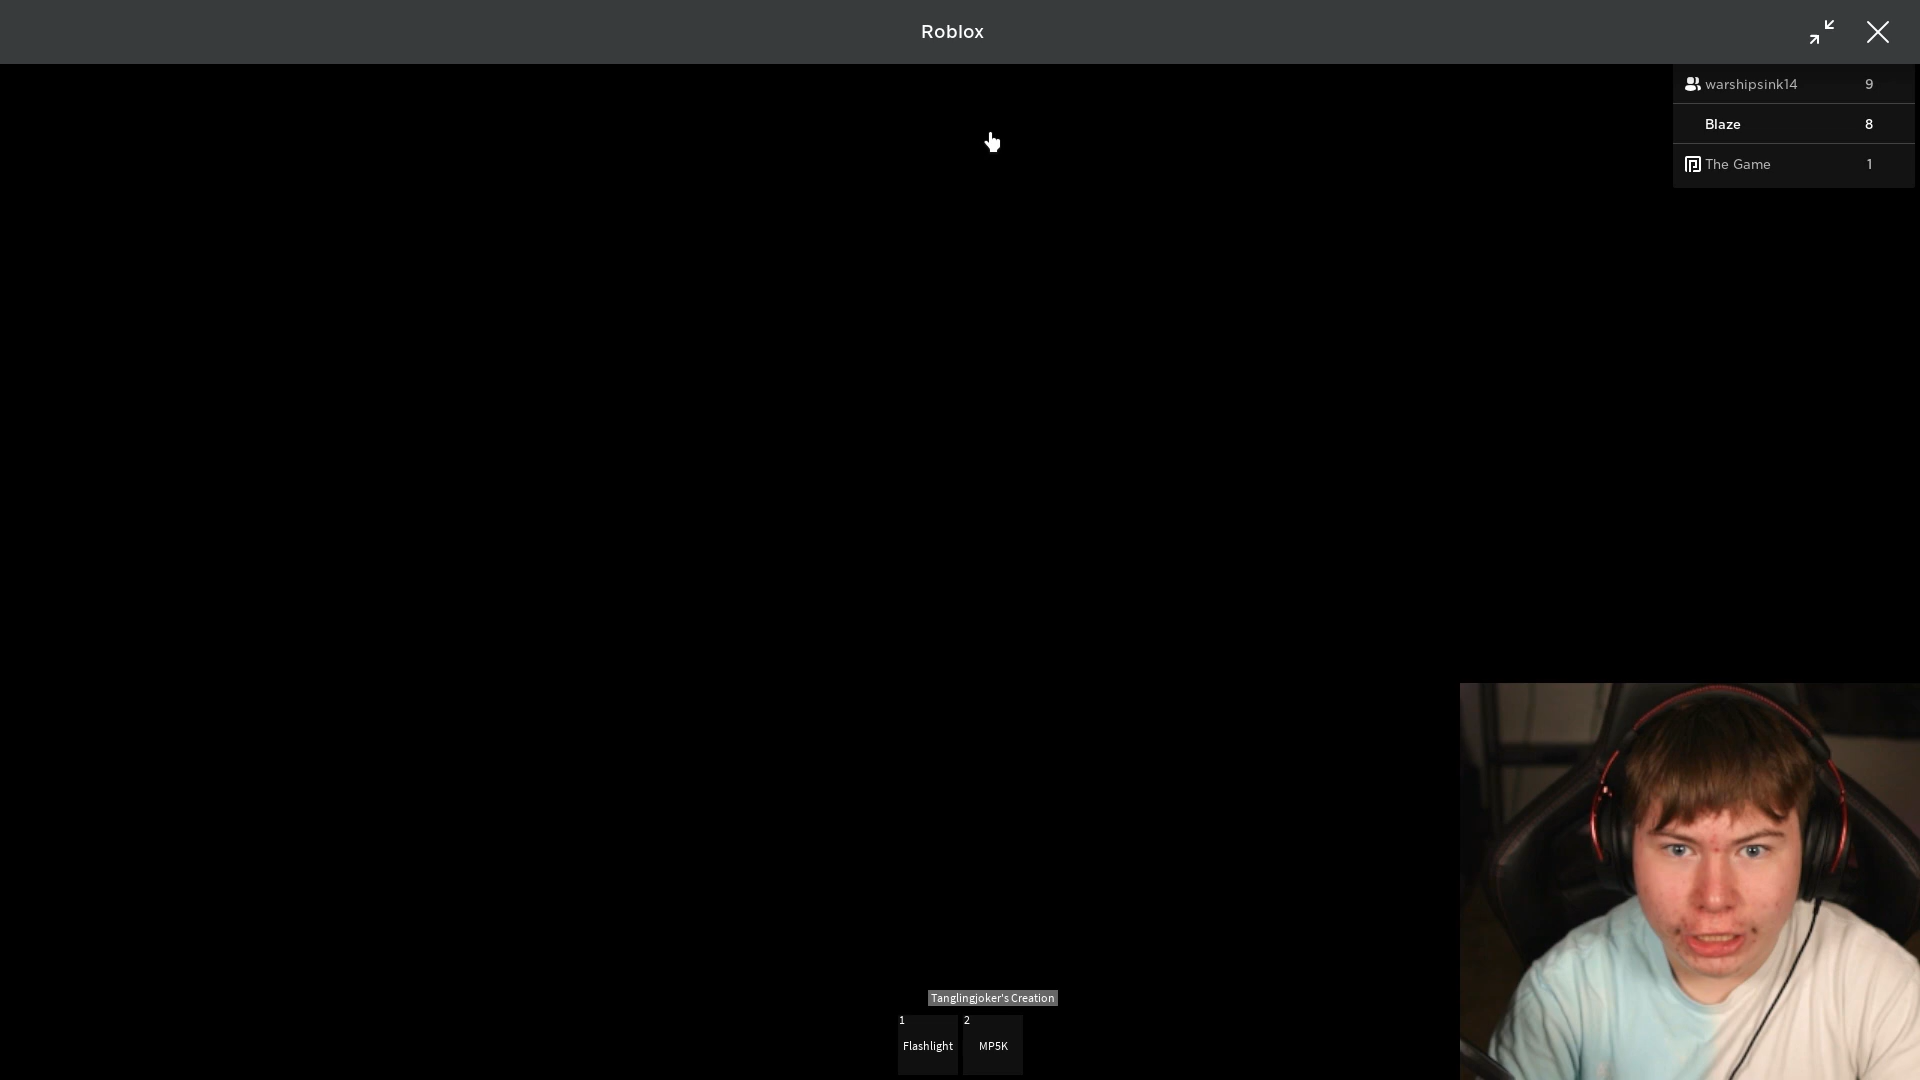 Roblox
warshipsink14 9
Blaze 8
The Game 1
Tanglingjoker's Creation
1 2
Flashlight MP5K